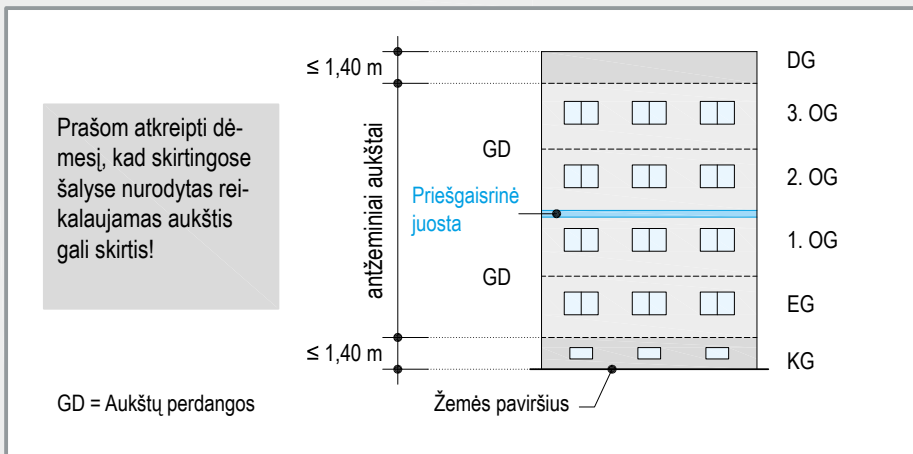 ≤ 1,40 m
DG
Prašom atkreipti dė-
mesį, kad skirtingose
šalyse nurodytas rei-
kalaujamas aukštis
gali skirtis!
antžeminiai aukštai
3. OG
GD
2. OG
Priešgaisrinė
juosta
1. OG
GD
EG
≤ 1,40 m
KG
GD = Aukštų perdangos
Žemės paviršius